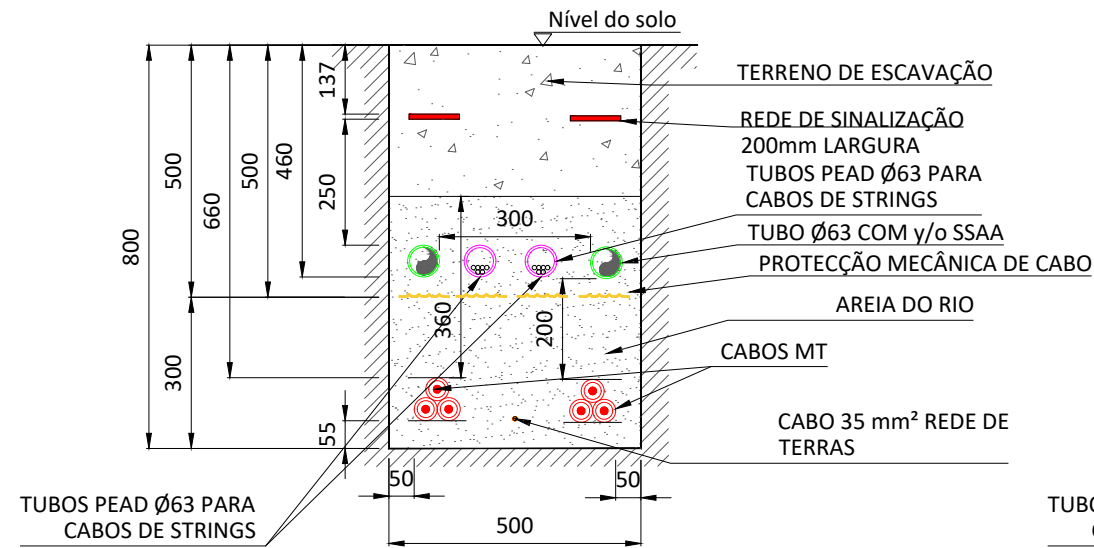 Nível do solo
TERRENO DE ESCAVAÇÃO
REDE DE SINALIZAÇÃO
200mm LARGURA
TUBOS PEAD Ø63 PARA
CABOS DE STRINGS
TUBO Ø63 COM y/o SSAA
PROTECÇÃO MECÂNICA DE CABO
AREIA DO RIO
CABOS MT
CABO 35 mm² REDE DE
TERRAS
800
500
300
660
500
460
137
250
55
300
360
200
50
50
500
TUBOS PEAD Ø63 PARA
CABOS DE STRINGS
TUBO